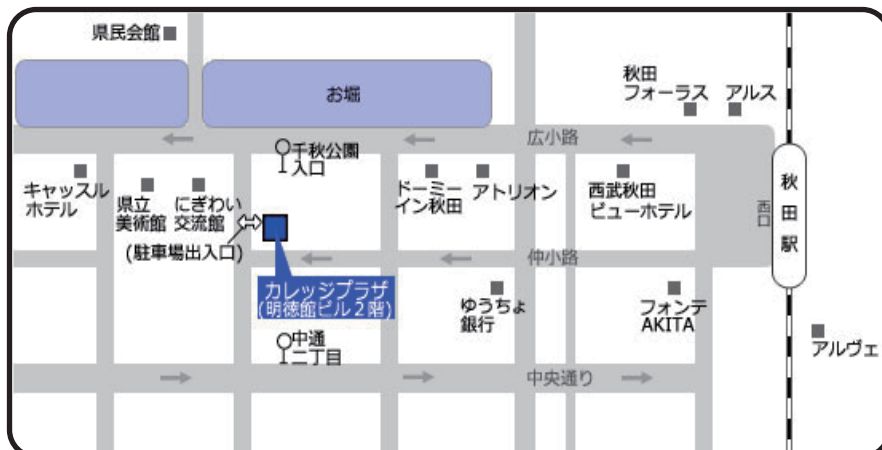 県民会館
お堀
秋田
フォーラス
アルス
広小路
千秋公園
入口
キャッスル
ホテル
県立
美術館
にぎわい
交流館
(駐車場出入口)
ドーミー
イン秋田
アトリオン
西武秋田
ビューホテル
西口
秋田駅
仲小路
カレッジプラザ
(明徳館ビル2階)
ゆうちょ
銀行
フォンテ
AKITA
中通
二丁目
アルヴェ
中央通り